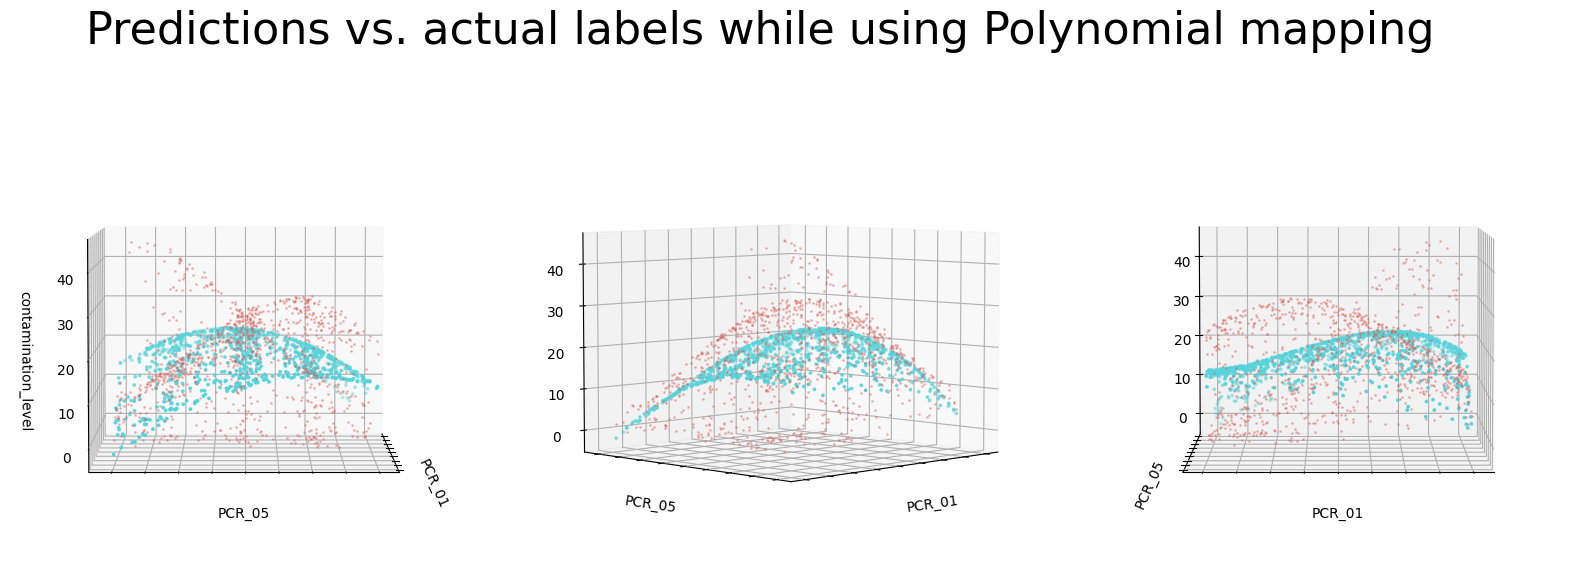 Predictions vs. actual labels while using Polynomial mapping
contamination_level
40
30
20
10
0
PCR_05
PCR_01
40
30
20
10
0
PCR_05
PCR_01
40
30
20
10
0
PCR_05
PCR_01